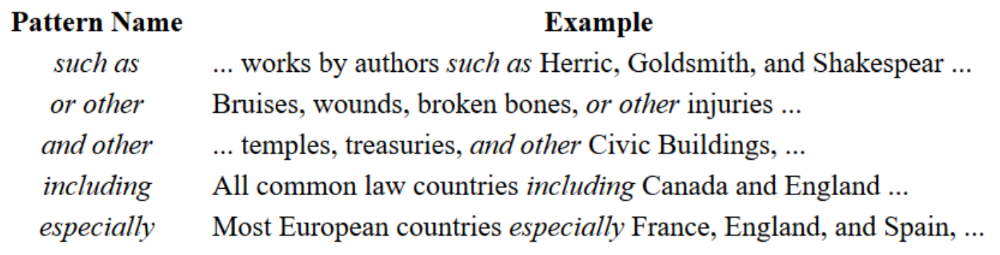 Pattern Name Example
such as ... works by authors such as Herric, Goldsmith, and Shakespear ...
or other Bruises, wounds, broken bones, or other injuries ...
and other ... temples, treasuries, and other Civic Buildings, ...
including All common law countries including Canada and England ...
especially Most European countries especially France, England, and Spain, ...